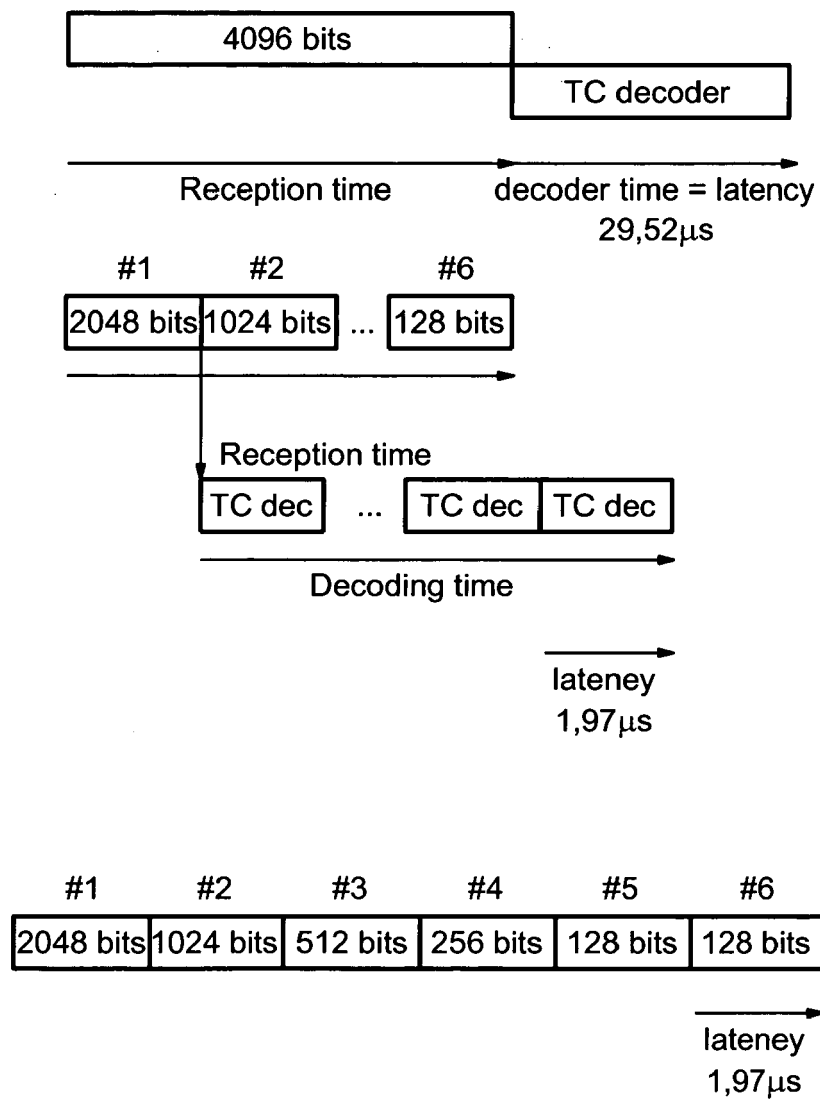 4096 bits
TC decoder
Reception time
decoder time = latency
29,52µs
#1 #2 #6
2048 bits 1024 bits ... 128 bits
Reception time
TC dec ... TC dec TC dec
Decoding time
lateney
1,97µs
#1 #2 #3 #4 #5 #6
2048 bits 1024 bits 512 bits 256 bits 128 bits 128 bits
lateney
1,97µs